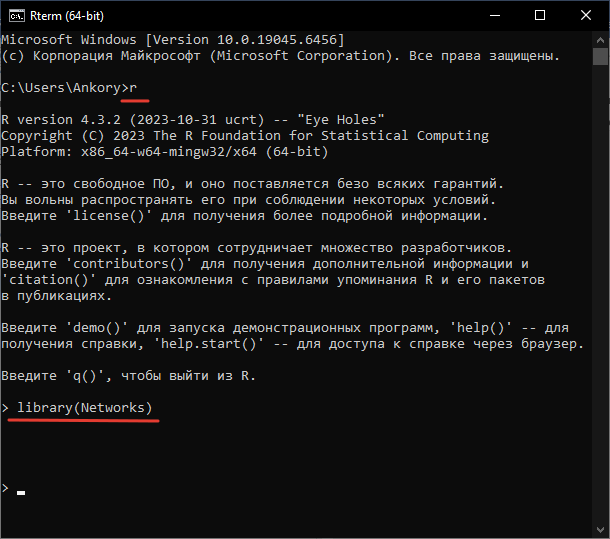 Rterm (64-bit)
Microsoft Windows [Version 10.0.19045.6456]
(c) Корпорация Майкрософт (Microsoft Corporation). Все права защищены.
C:\Users\Ankory>r
R version 4.3.2 (2023-10-31 ucrt) -- "Eye Holes"
Copyright (C) 2023 The R Foundation for Statistical Computing
Platform: x86_64-w64-mingw32/x64 (64-bit)
R -- это свободное ПО, и оно поставляется безо всяких гарантий.
Вы вольны распространять его при соблюдении некоторых условий.
Введите 'license()' для получения более подробной информации.
R -- это проект, в котором сотрудничает множество разработчиков.
Введите 'contributors()' для получения дополнительной информации и
'citation()' для ознакомления с правилами упоминания R и его пакетов
в публикациях.
Введите 'demo()' для запуска демонстрационных программ, 'help()' -- для
получения справки, 'help.start()' -- для доступа к справке через браузер.
Введите 'q()', чтобы выйти из R.
> library(Networks)
>